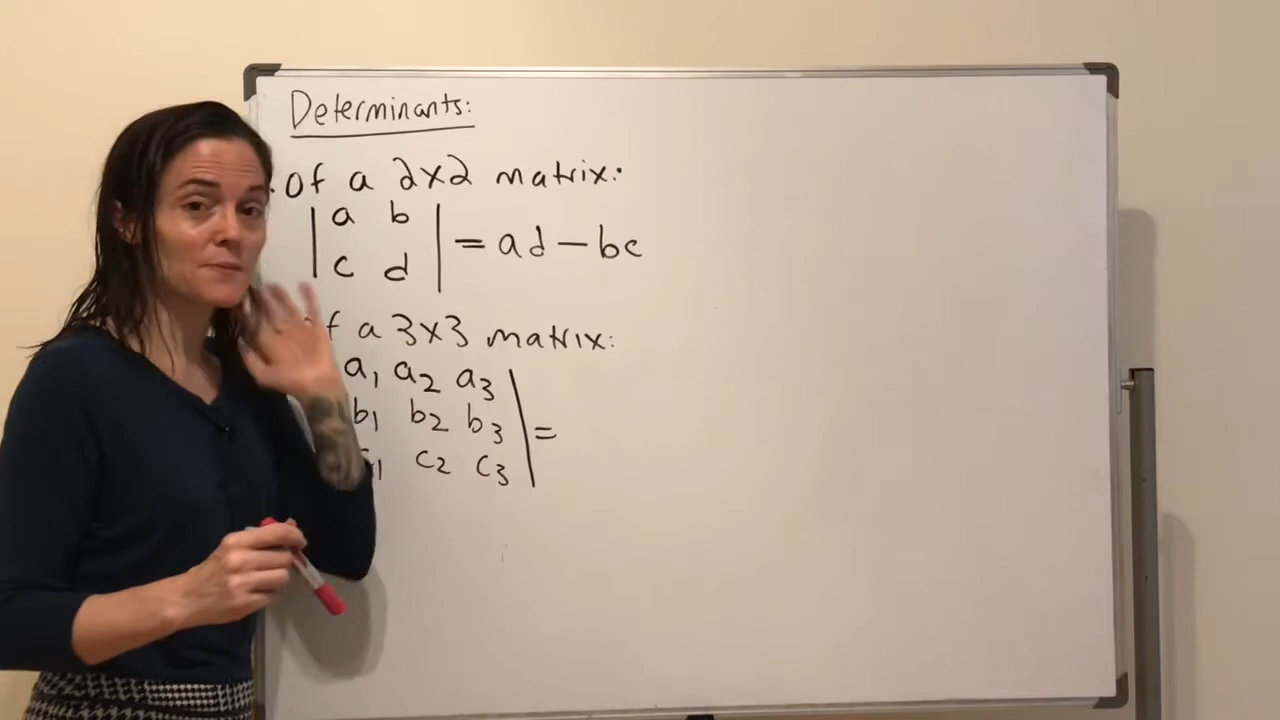 Determinants:
· Of a 2x2 matrix:
| a b |
| c d | = ad - bc
a 3x3 matrix:
a₁ a₂ a₃ |
b₁ b₂ b₃ | =
c₂ c₃ |